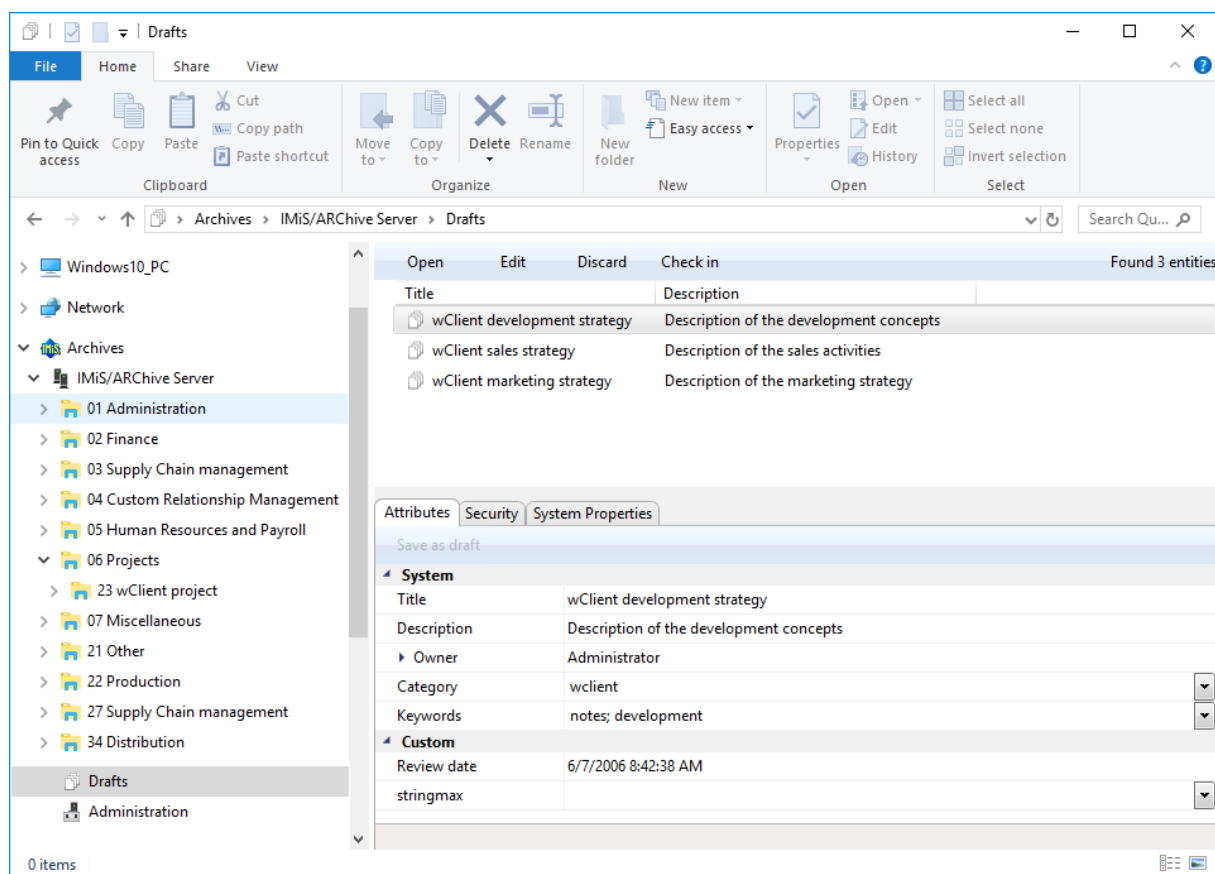 Drafts
File Home Share View
Pin to Quick access Copy Paste Cut Copy path Paste shortcut
Clipboard
Move to Copy to Delete Rename
Organize
New folder New item Easy access
New
Properties Open Edit History
Open
Select all Select none Invert selection
Select
Archives > IMiS/ARChive Server > Drafts Search Qu...
Windows10_PC
Network
Archives
IMiS/ARChive Server
01 Administration
02 Finance
03 Supply Chain management
04 Custom Relationship Management
05 Human Resources and Payroll
06 Projects
23 wClient project
07 Miscellaneous
21 Other
22 Production
27 Supply Chain management
34 Distribution
Drafts
Administration
Open Edit Discard Check in Found 3 entities
Title Description
wClient development strategy Description of the development concepts
wClient sales strategy Description of the sales activities
wClient marketing strategy Description of the marketing strategy
Attributes Security System Properties
Save as draft
System
Title wClient development strategy
Description Description of the development concepts
Owner Administrator
Category wclient
Keywords notes; development
Custom
Review date 6/7/2006 8:42:38 AM
stringmax
0 items